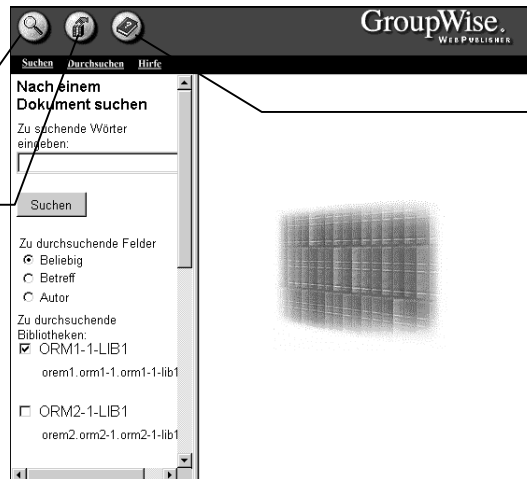 GroupWise.
WEBPUBLISHER
Suchen Durchsuchen Hirfe
Nach einem
Dokument suchen
Zu suchende Wörter
eingeben:
Suchen
Zu durchsuchende Felder
Beliebig
Betreff
Autor
Zu durchsuchende
Bibliotheken:
ORM1-1-LIB1
orem1.orm1-1.orm1-1-lib1
ORM2-1-LIB1
orem2.orm2-1.orm2-1-lib1